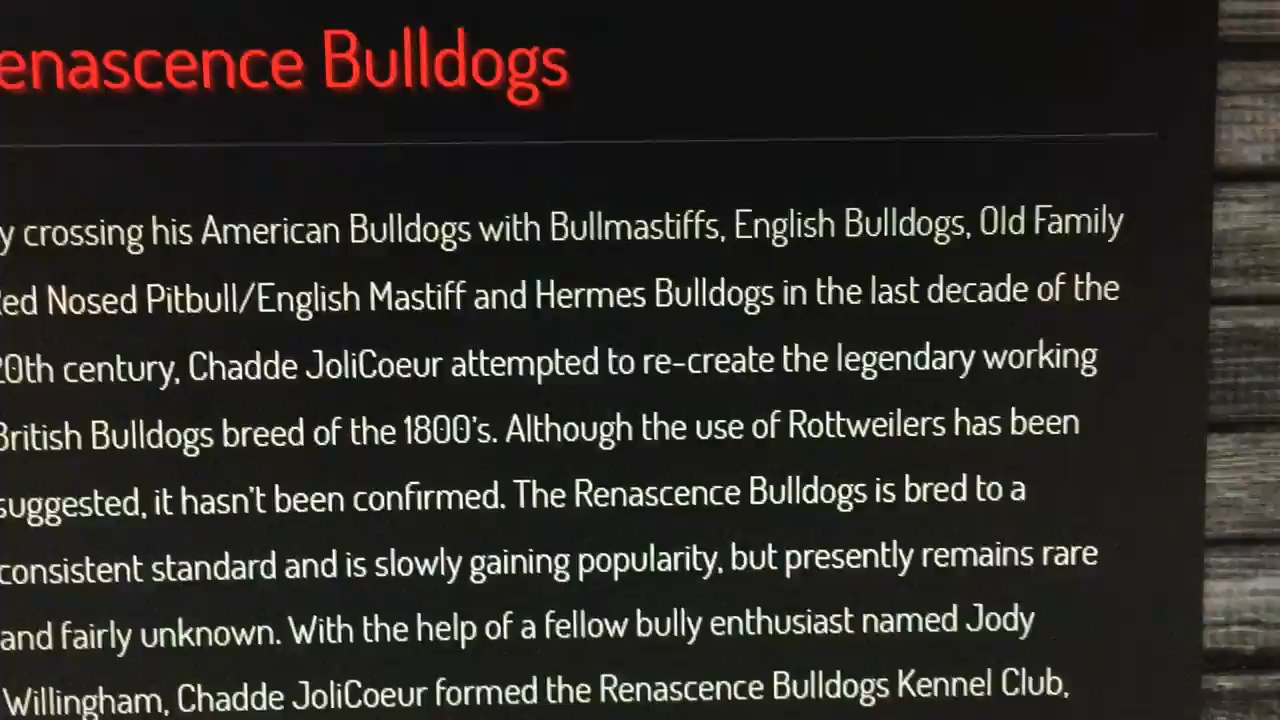 enascence Bulldogs
y crossing his American Bulldogs with Bullmastiffs, English Bulldogs, Old Family
ed Nosed Pitbull/English Mastiff and Hermes Bulldogs in the last decade of the
20th century, Chadde JoliCoeur attempted to re-create the legendary working
British Bulldogs breed of the 1800's. Although the use of Rottweilers has been
suggested, it hasn't been confirmed. The Renascence Bulldogs is bred to a
consistent standard and is slowly gaining popularity, but presently remains rare
and fairly unknown. With the help of a fellow bully enthusiast named Jody
Willingham, Chadde JoliCoeur formed the Renascence Bulldogs Kennel Club,